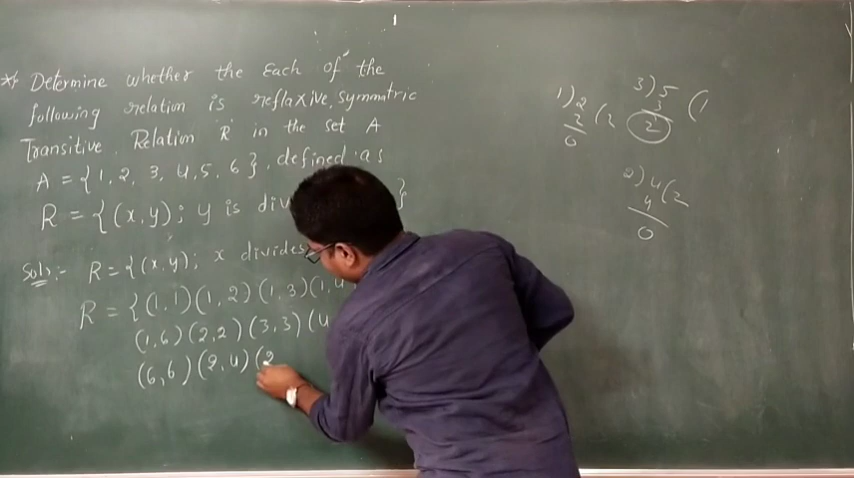 * Determine whether the Each of the
following relation is reflaxive, symmetric
Transitive. Relation R in the set A
A = {1, 2, 3, 4, 5, 6}, defined as
R = {(x,y); y is div }
Sol:- R = {(x,y); x divides
R = {(1,1)(1,2)(1,3)(1,4
(1,6)(2,2)(3,3)(4
(6,6)(2,4)(2
1)2(2
2
0
3)5(1
3
2
2)4(2
4
0